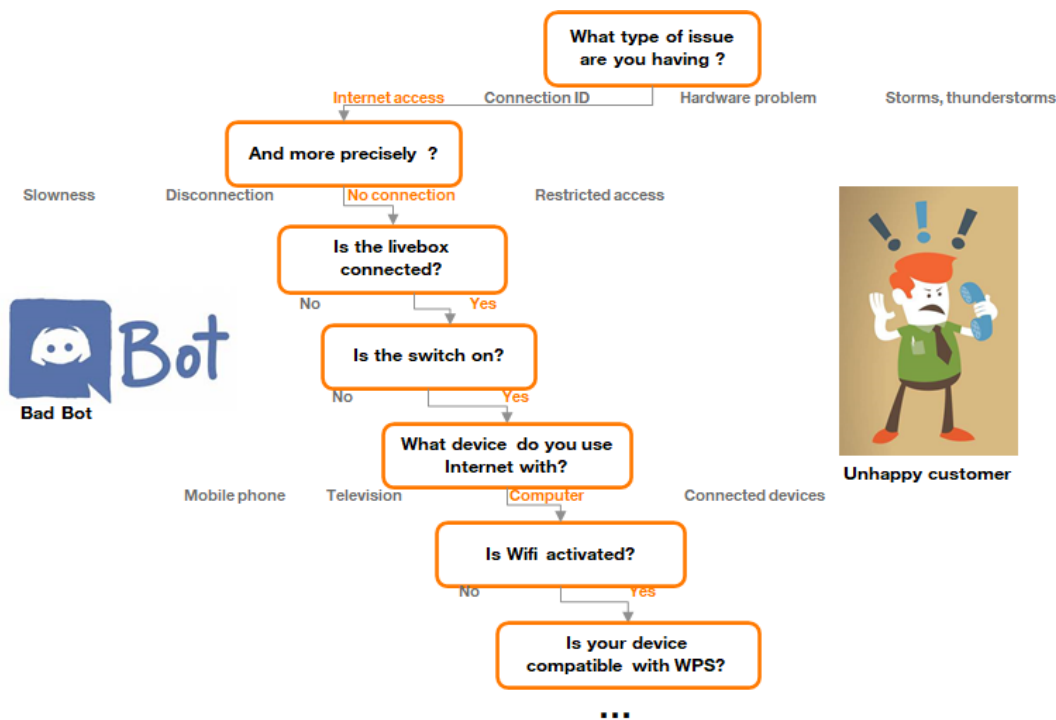 What type of issue
are you having ?
Internet access
Connection ID
Hardware problem
Storms, thunderstorms
And more precisely ?
Slowness
Disconnection
No connection
Restricted access
Is the livebox
connected?
No
Yes
Bot
Bad Bot
Is the switch on?
No
Yes
What device do you use
Internet with?
Unhappy customer
Mobile phone
Television
Computer
Connected devices
Is Wifi activated?
No
Yes
Is your device
compatible with WPS?
...